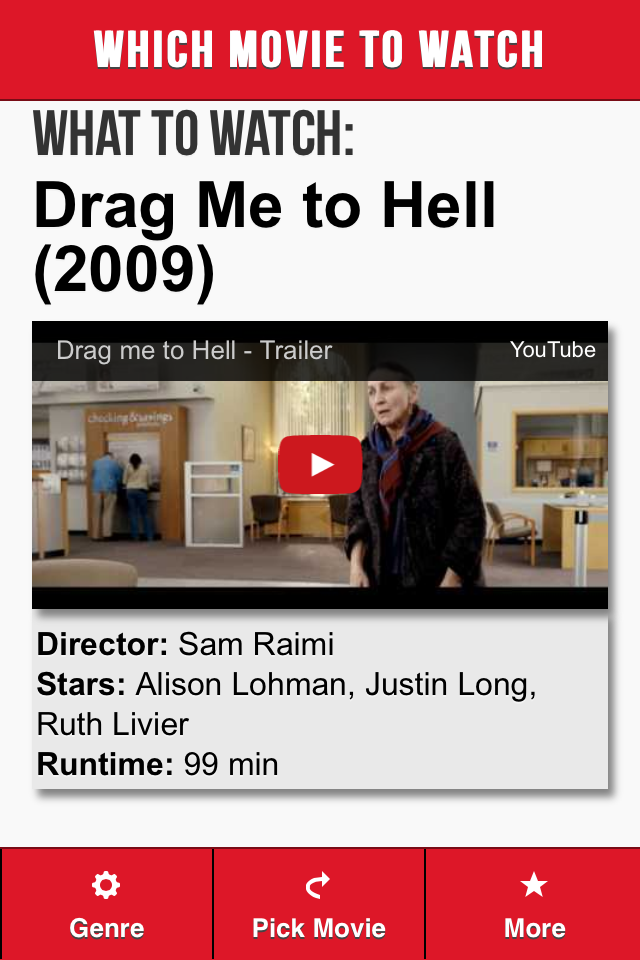 WHICH MOVIE TO WATCH
WHAT TO WATCH:
Drag Me to Hell
(2009)
Drag me to Hell - Trailer
YouTube
checking & savings
Director: Sam Raimi
Stars: Alison Lohman, Justin Long,
Ruth Livier
Runtime: 99 min
Genre
Pick Movie
More